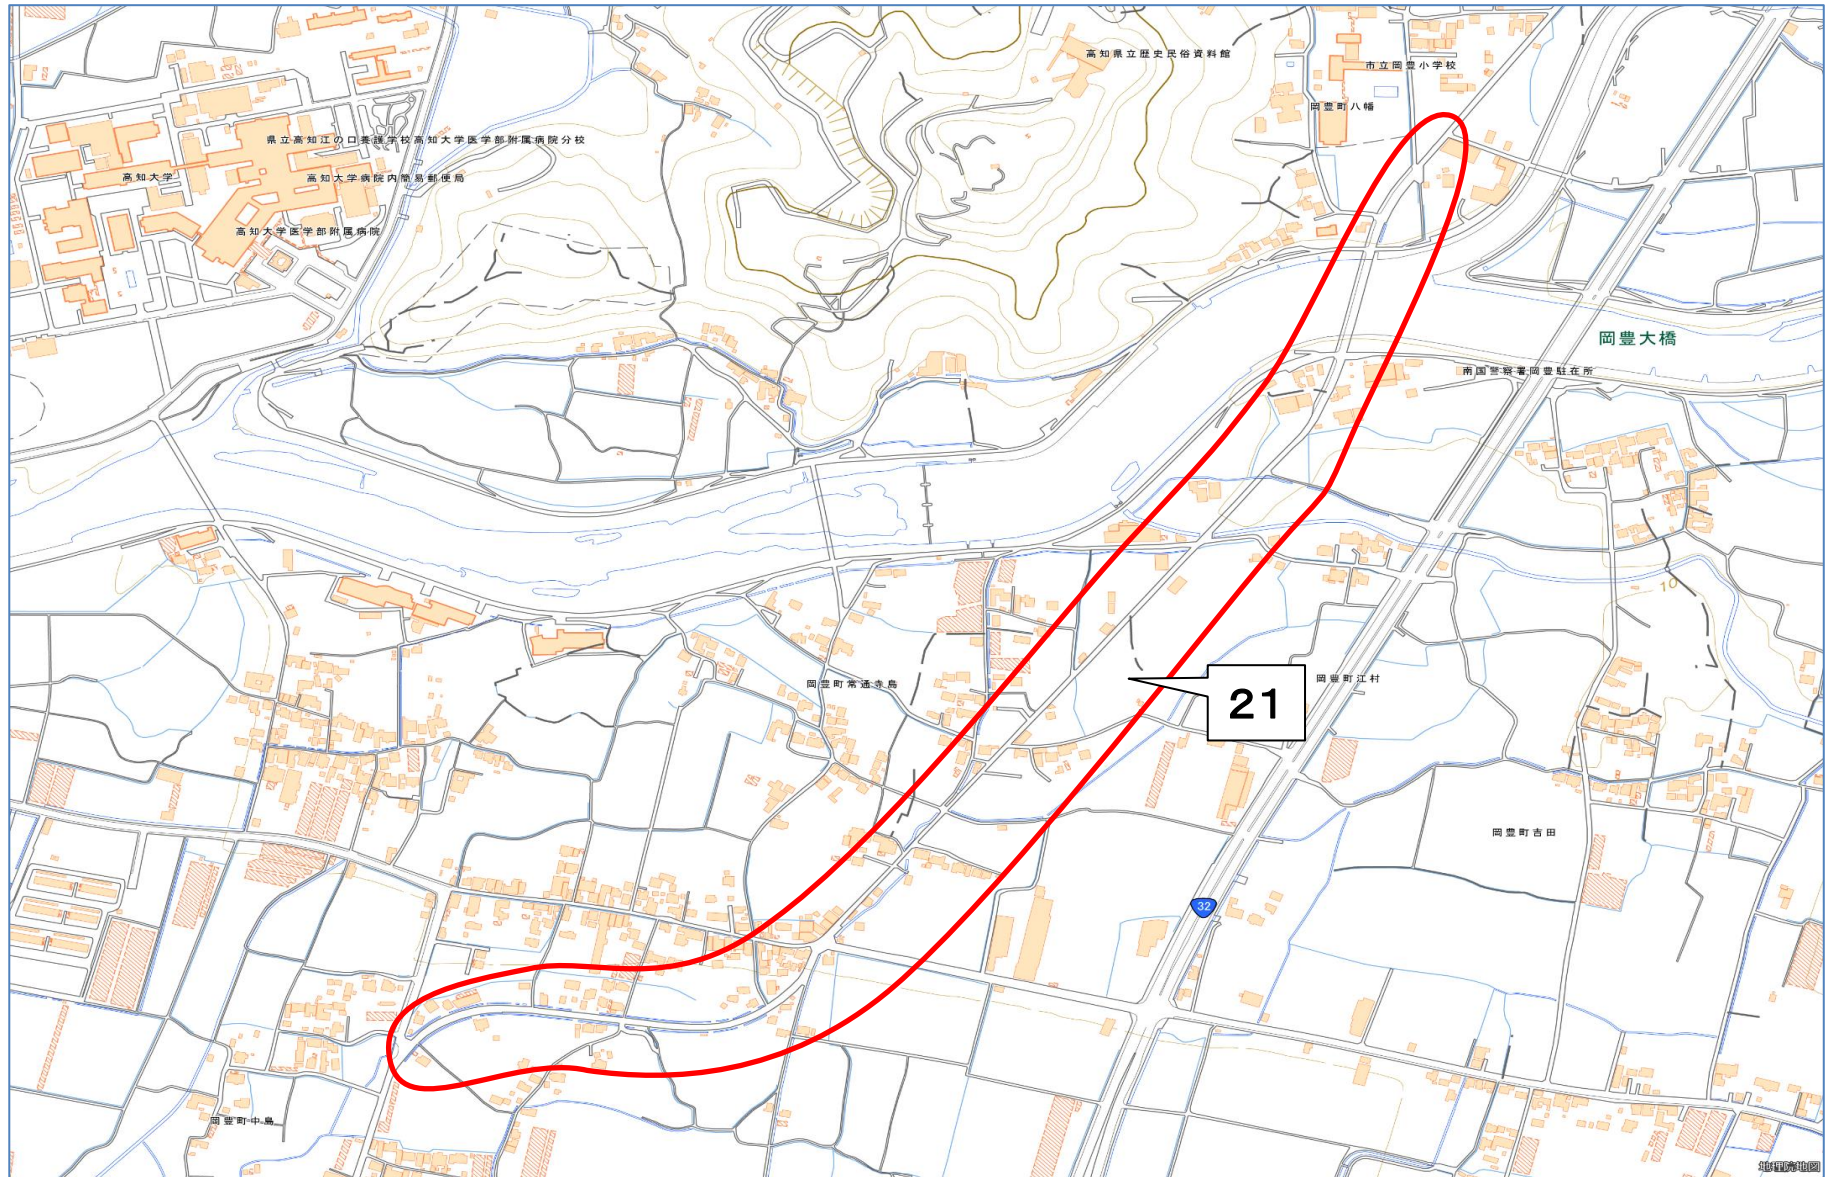 高知県立歴史民俗資料館
市立岡豊小学校
岡豊町八幡
県立高知江の口養護学校高知大学医学部附属病院分校
高知大学
高知大学病院内簡易郵便局
高知大学医学部附属病院
岡豊大橋
南国警察署岡豊駐在所
10
岡豊町常通寺島
岡豊町江村
21
岡豊町吉田
32
岡豊町中島
地理院地図